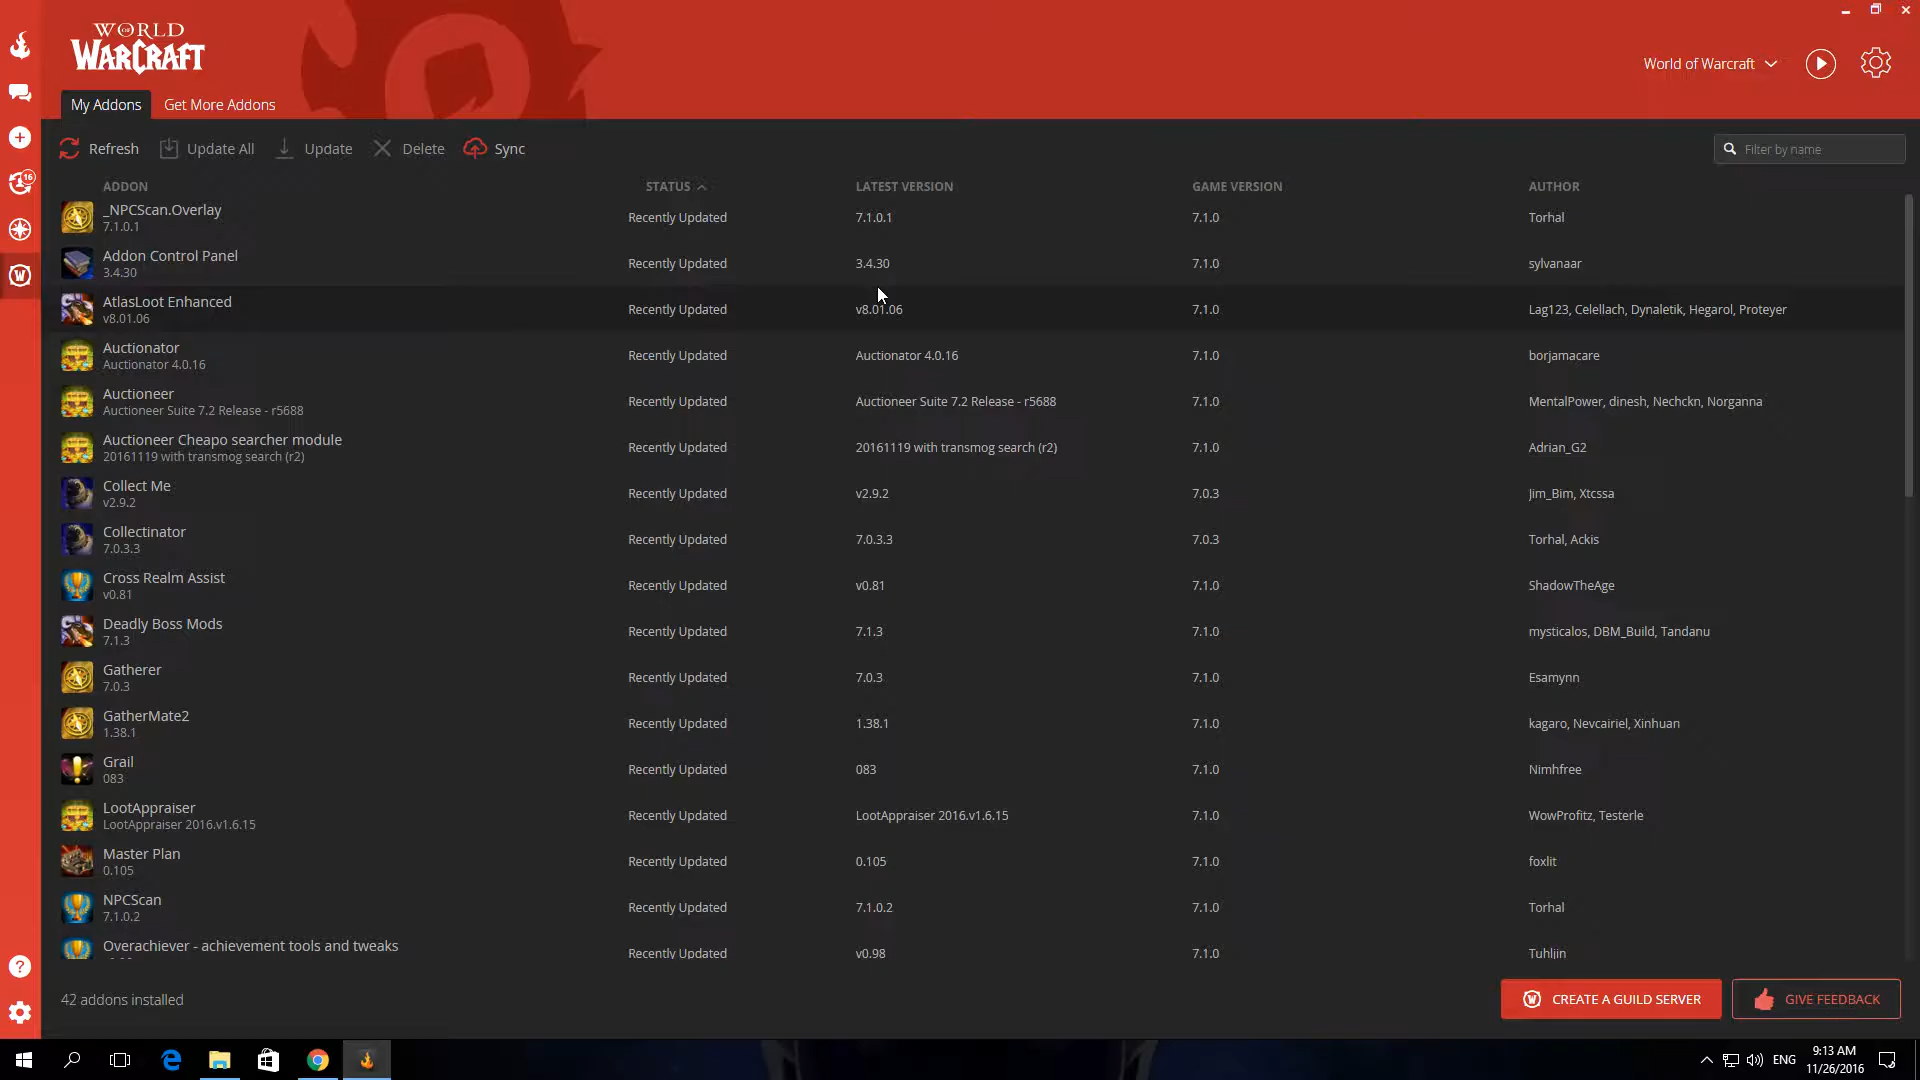 WORLD OF WARCRAFT
World of Warcraft
My Addons Get More Addons
Refresh Update All Update Delete Sync Filter by name
16
ADDON STATUS LATEST VERSION GAME VERSION AUTHOR
_NPCScan.Overlay
7.1.0.1
Recently Updated 7.1.0.1 7.1.0 Torhal
Addon Control Panel
3.4.30
Recently Updated 3.4.30 7.1.0 sylvanaar
AtlasLoot Enhanced
v8.01.06
Recently Updated v8.01.06 7.1.0 Lag123, Celellach, Dynaletik, Hegarol, Proteyer
Auctionator
Auctionator 4.0.16
Recently Updated Auctionator 4.0.16 7.1.0 borjamacare
Auctioneer
Auctioneer Suite 7.2 Release - r5688
Recently Updated Auctioneer Suite 7.2 Release - r5688 7.1.0 MentalPower, dinesh, Nechckn, Norganna
Auctioneer Cheapo searcher module
20161119 with transmog search (r2)
Recently Updated 20161119 with transmog search (r2) 7.1.0 Adrian_G2
Collect Me
v2.9.2
Recently Updated v2.9.2 7.0.3 Jim_Bim, Xtcssa
Collectinator
7.0.3.3
Recently Updated 7.0.3.3 7.0.3 Torhal, Ackis
Cross Realm Assist
v0.81
Recently Updated v0.81 7.1.0 ShadowTheAge
Deadly Boss Mods
7.1.3
Recently Updated 7.1.3 7.1.0 mysticalos, DBM_Build, Tandanu
Gatherer
7.0.3
Recently Updated 7.0.3 7.1.0 Esamynn
GatherMate2
1.38.1
Recently Updated 1.38.1 7.1.0 kagaro, Nevcairiel, Xinhuan
Grail
083
Recently Updated 083 7.1.0 Nimhfree
LootAppraiser
LootAppraiser 2016.v1.6.15
Recently Updated LootAppraiser 2016.v1.6.15 7.1.0 WowProfitz, Testerle
Master Plan
0.105
Recently Updated 0.105 7.1.0 foxlit
NPCScan
7.1.0.2
Recently Updated 7.1.0.2 7.1.0 Torhal
Overachiever - achievement tools and tweaks
Recently Updated v0.98 7.1.0 Tuhljin
42 addons installed CREATE A GUILD SERVER GIVE FEEDBACK
ENG 9:13 AM
11/26/2016